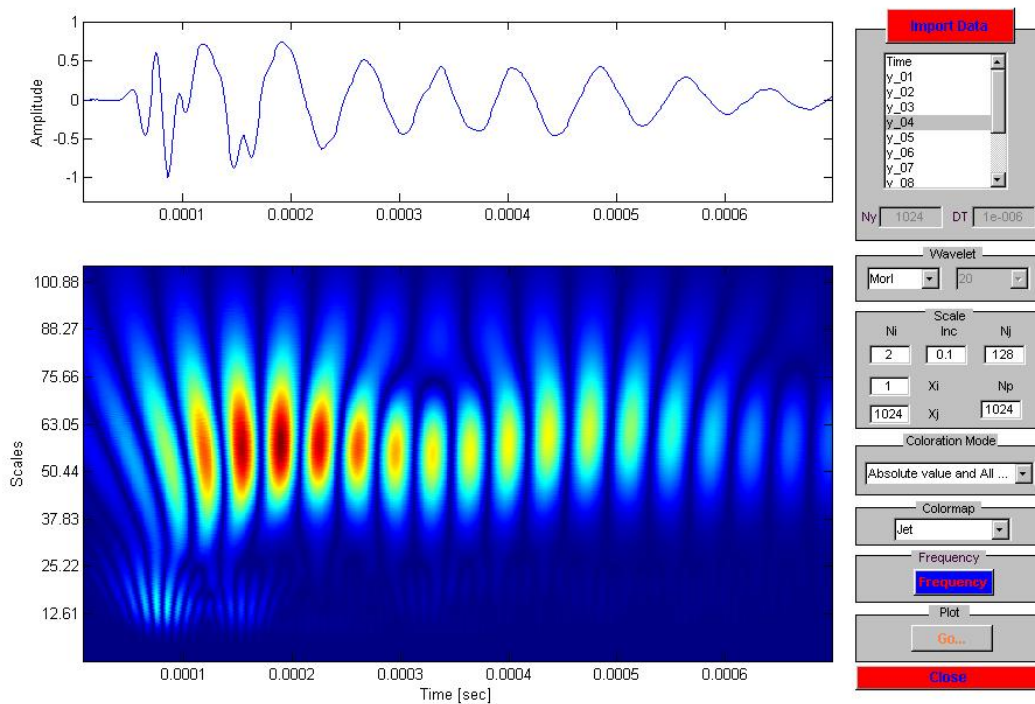 1
0.5
0
-0.5
-1
Amplitude
0.0001 0.0002 0.0003 0.0004 0.0005 0.0006
100.88
88.27
75.66
63.05
50.44
37.83
25.22
12.61
Scales
0.0001 0.0002 0.0003 0.0004 0.0005 0.0006
Time [sec]
Import Data
Time
y_01
y_02
y_03
y_04
y_05
y_06
y_07
y_08
Ny 1024 DT 1e-006
Wavelet
Morl 20
Scale
Ni Inc Nj
2 0.1 128
1 Xi Np
1024 Xj 1024
Coloration Mode
Absolute value and All ...
Colormap
Jet
Frequency
Frequency
Plot
Go...
Close